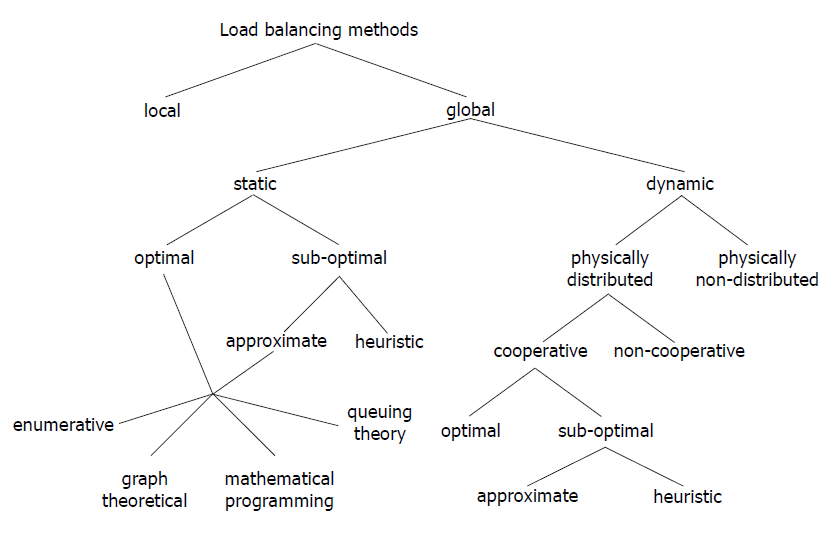 Load balancing methods
local
global
static
dynamic
optimal
sub-optimal
physically
distributed
physically
non-distributed
approximate
heuristic
cooperative
non-cooperative
enumerative
queuing
theory
optimal
sub-optimal
graph
theoretical
mathematical
programming
approximate
heuristic